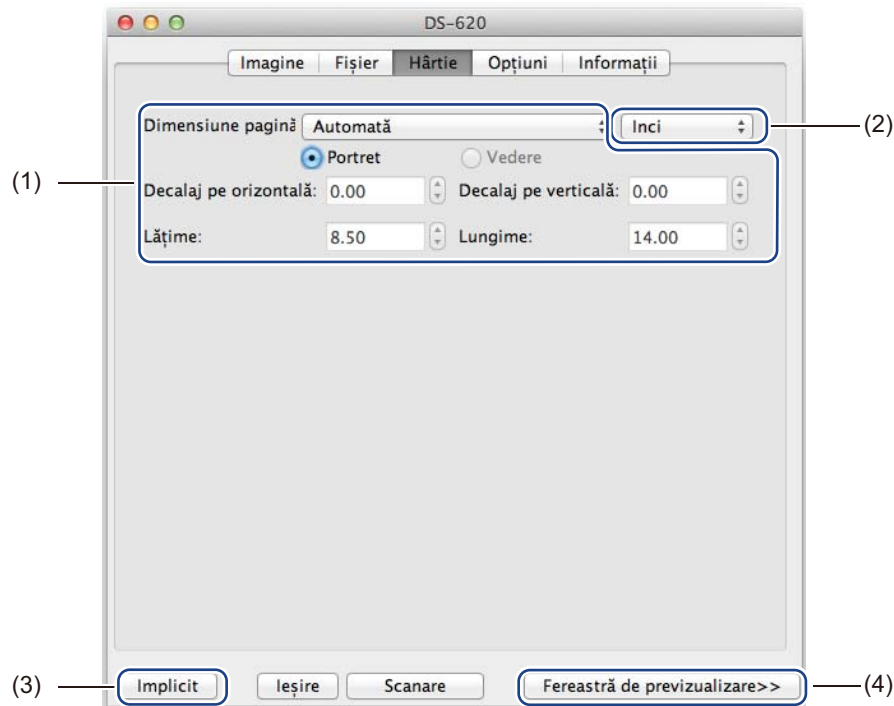 DS-620
Imagine Fișier Hârtie Opțiuni Informații
Dimensiune pagină Automată Inci (2)
Portret Vedere
(1) Decalaj pe orizontală: 0.00 Decalaj pe verticală: 0.00
Lățime: 8.50 Lungime: 14.00
(3) Implicit Ieșire Scanare Fereastră de previzualizare>> (4)